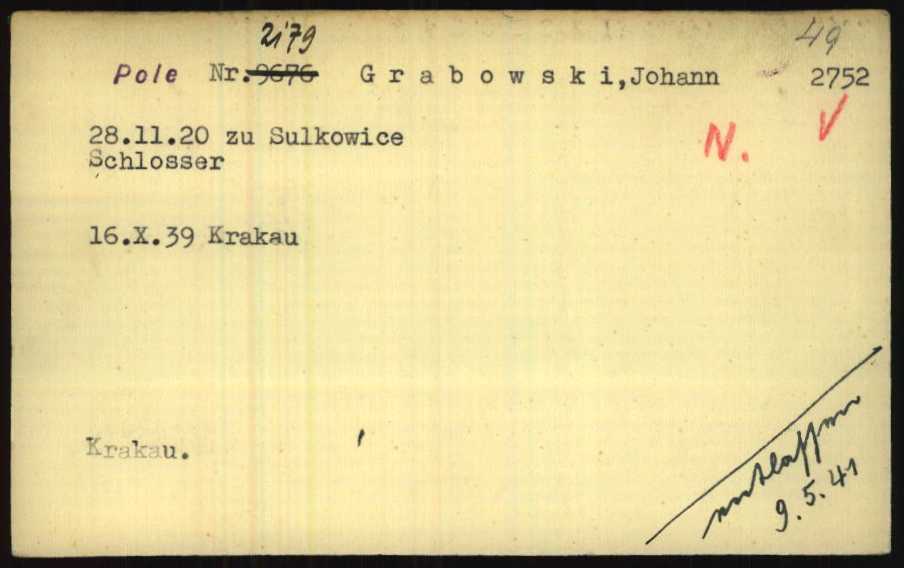 2179 49
Pole Nr. 9676 Grabowski, Johann 2752
28.11.20 zu Sulkowice N. V
Schlosser
16.X.39 Krakau
Krakau.
entlassen
9.5.41